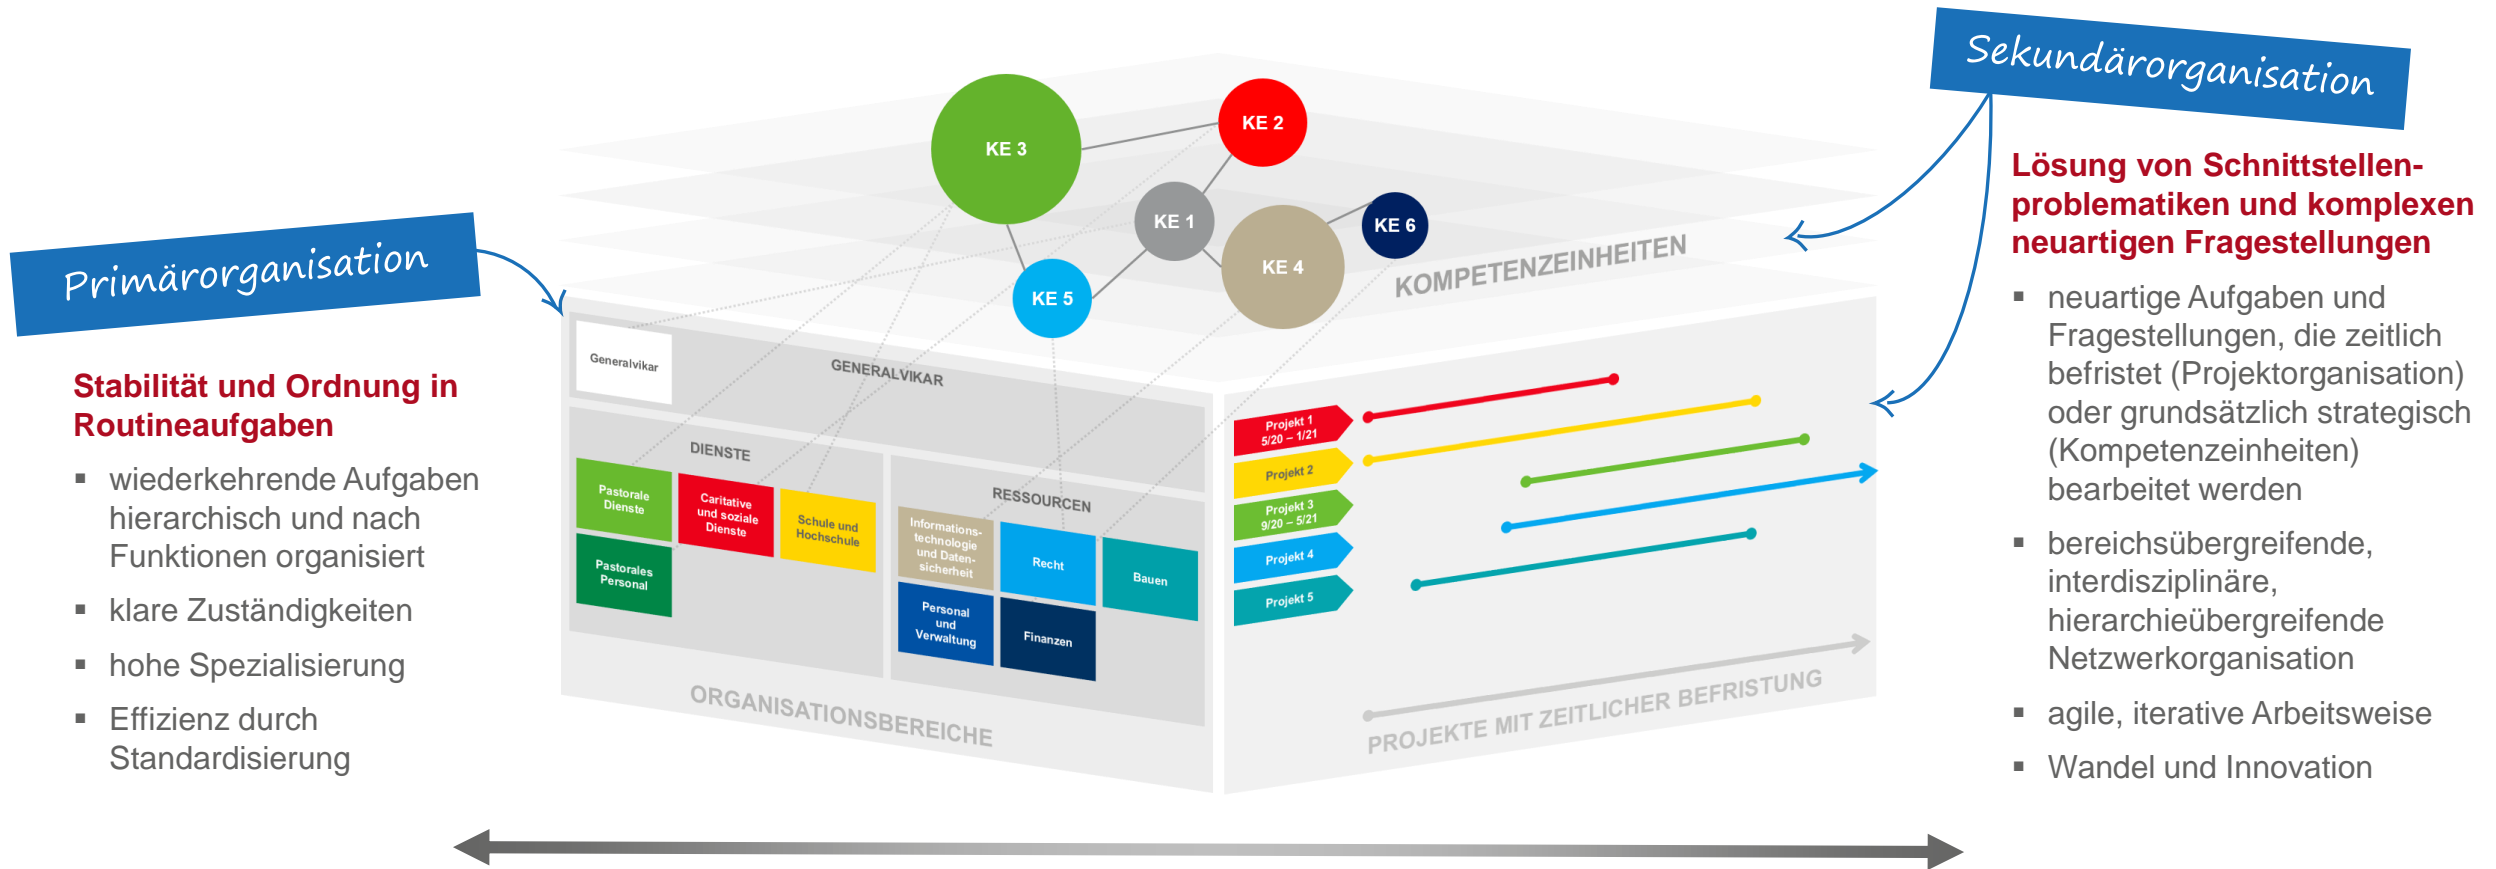 Primärorganisation
Stabilität und Ordnung in
Routineaufgaben
▪ wiederkehrende Aufgaben
hierarchisch und nach
Funktionen organisiert
▪ klare Zuständigkeiten
▪ hohe Spezialisierung
▪ Effizienz durch
Standardisierung
KE 3
KE 2
KE 1
KE 6
KE 4
KE 5
KOMPETENZEINHEITEN
Generalvikar
GENERALVIKAR
DIENSTE
Pastorale
Dienste
Caritative
und soziale
Dienste
Schule und
Hochschule
Pastorales
Personal
RESSOURCEN
Informations-
technologie
und Daten-
sicherheit
Recht
Bauen
Personal
und
Verwaltung
Finanzen
ORGANISATIONSBEREICHE
Projekt 1
5/20 – 1/21
Projekt 2
Projekt 3
9/20 – 5/21
Projekt 4
Projekt 5
PROJEKTE MIT ZEITLICHER BEFRISTUNG
Sekundärorganisation
Lösung von Schnittstellen-
problematiken und komplexen
neuartigen Fragestellungen
▪ neuartige Aufgaben und
Fragestellungen, die zeitlich
befristet (Projektorganisation)
oder grundsätzlich strategisch
(Kompetenzeinheiten)
bearbeitet werden
▪ bereichsübergreifende,
interdisziplinäre,
hierarchieübergreifende
Netzwerkorganisation
▪ agile, iterative Arbeitsweise
▪ Wandel und Innovation